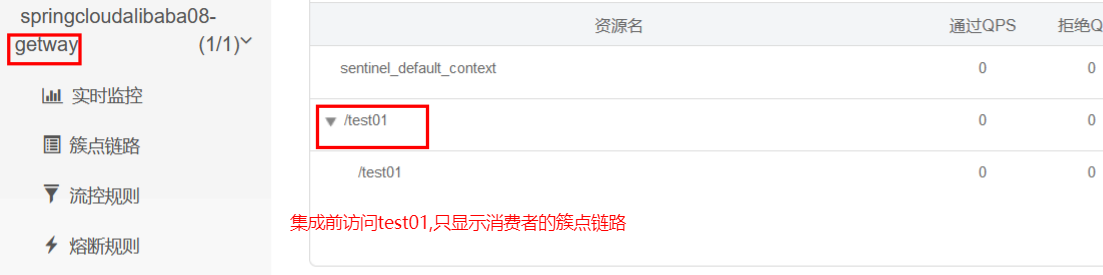 springcloudalibaba08-
getway (1/1)
实时监控
簇点链路
流控规则
熔断规则
资源名 通过QPS 拒绝Q
sentinel_default_context 0 0
/test01 0 0
/test01 0 0
集成前访问test01,只显示消费者的簇点链路